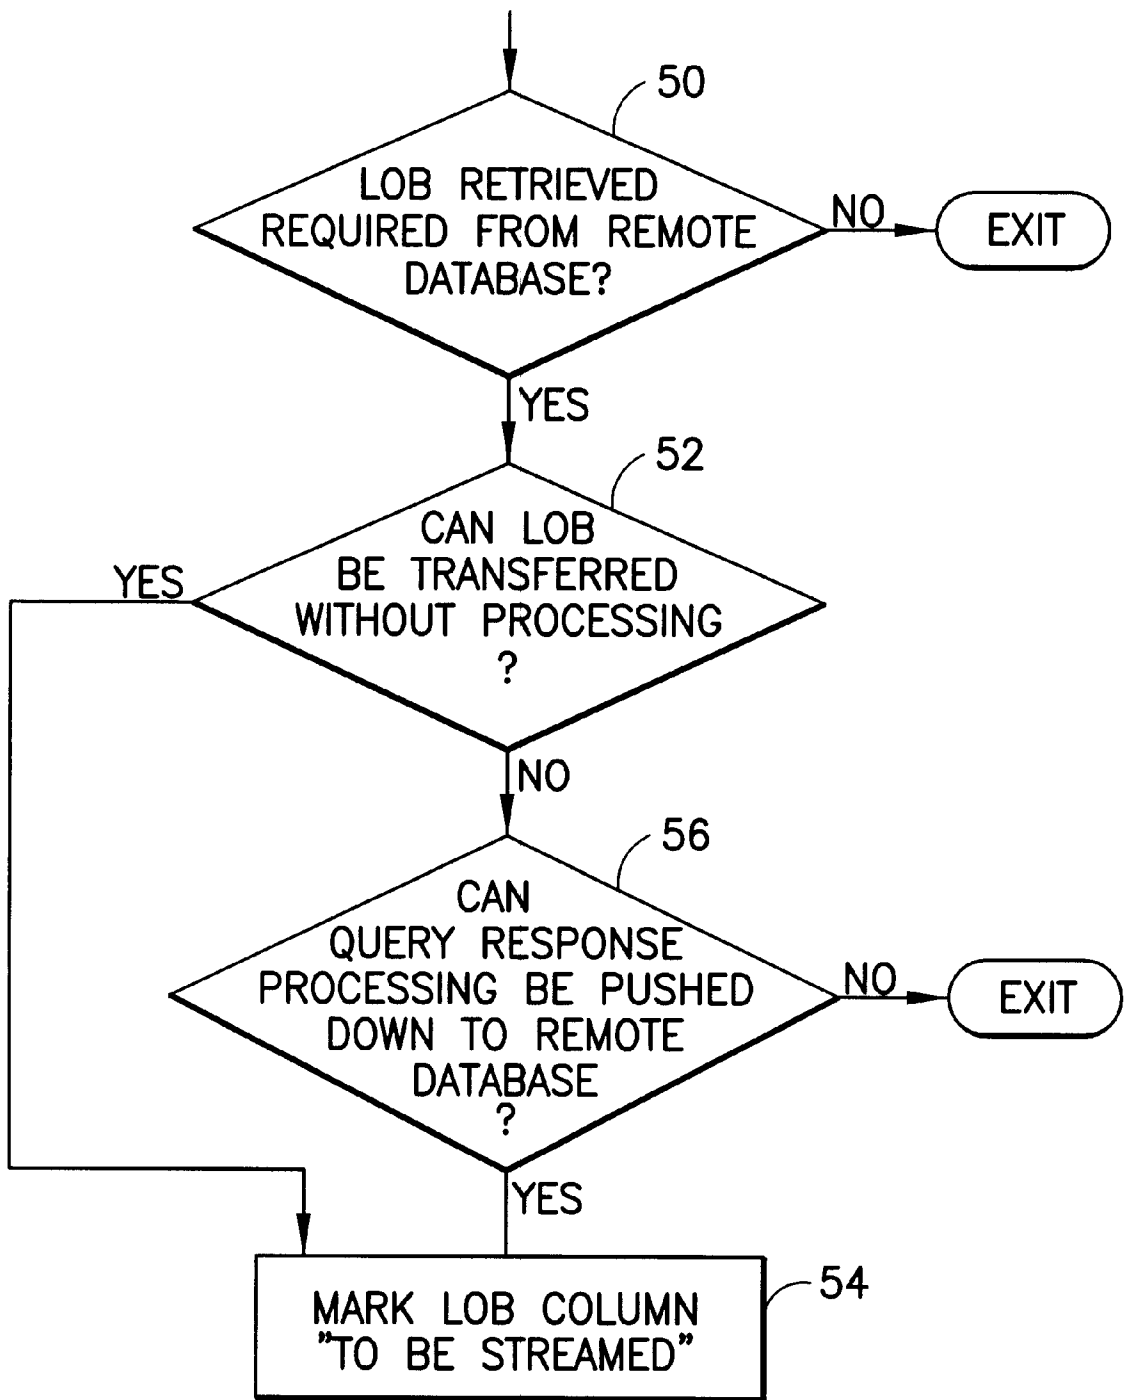 50
LOB RETRIEVED
REQUIRED FROM REMOTE
DATABASE?
NO
EXIT
YES
52
CAN LOB
BE TRANSFERRED
WITHOUT PROCESSING
?
YES
NO
56
CAN
QUERY RESPONSE
PROCESSING BE PUSHED
DOWN TO REMOTE
DATABASE
?
NO
EXIT
YES
54
MARK LOB COLUMN
"TO BE STREAMED"